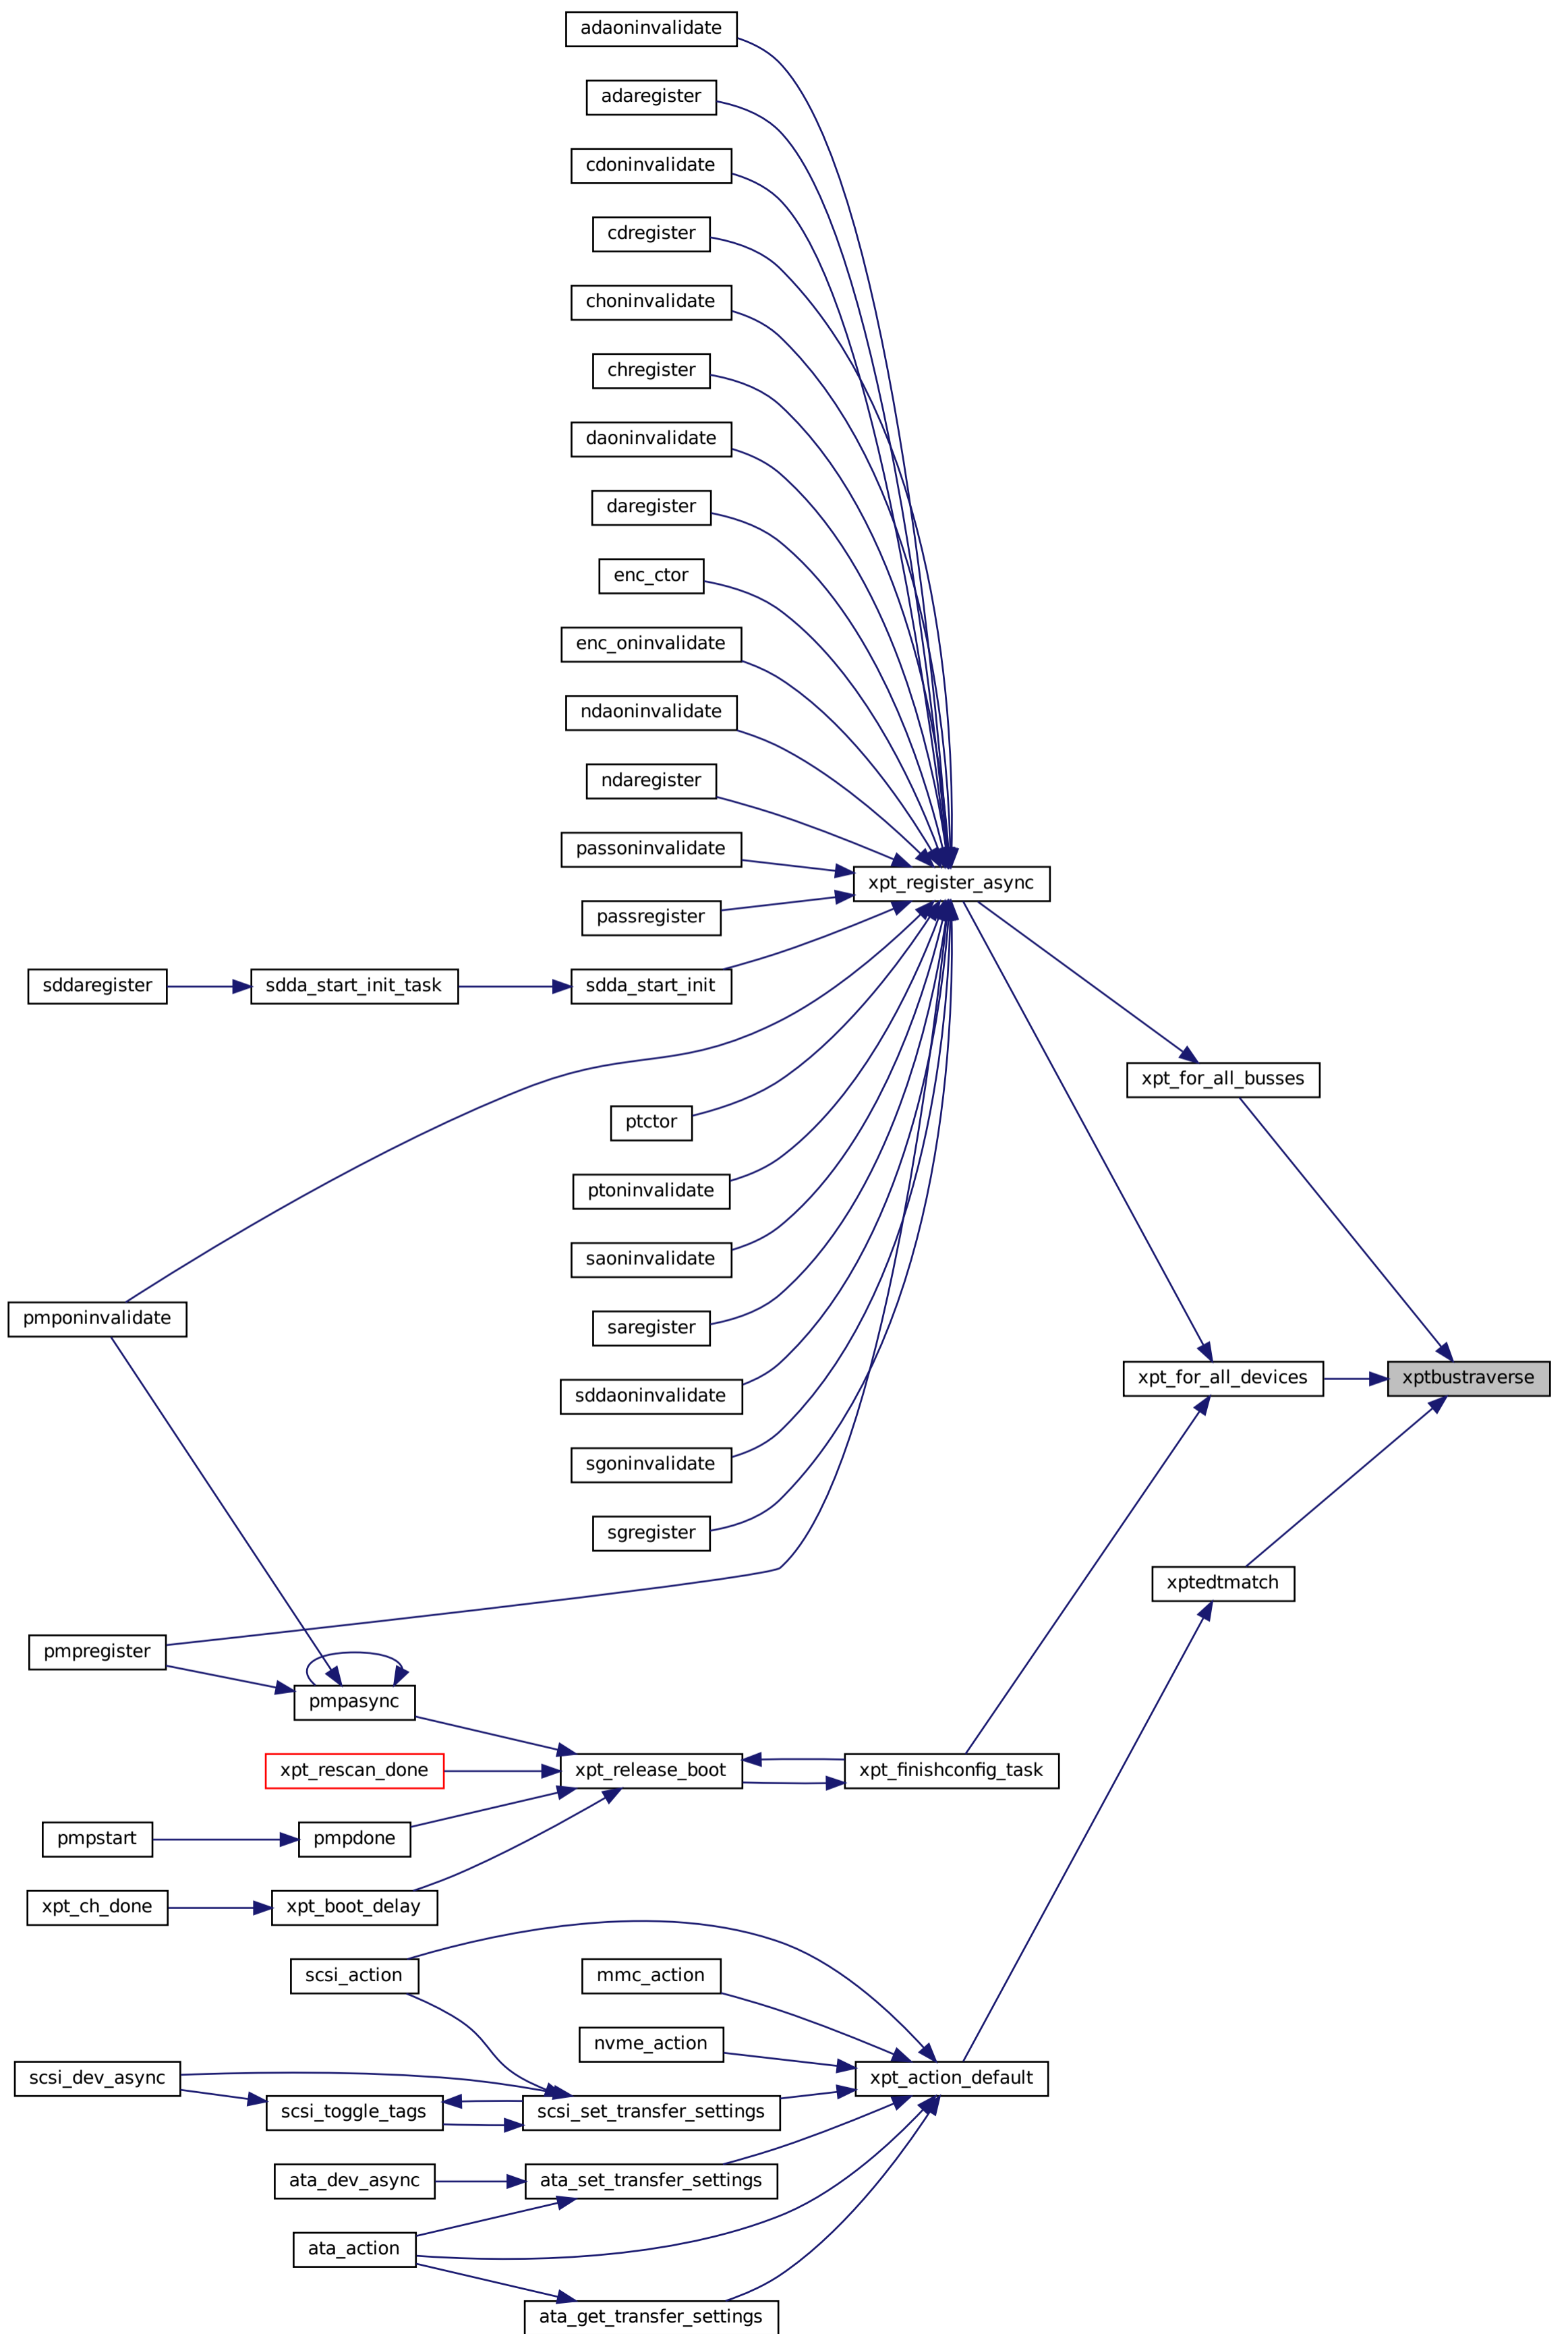 adaoninvalidate
adaregister
cdoninvalidate
cdregister
choninvalidate
chregister
daoninvalidate
daregister
enc_ctor
enc_oninvalidate
ndaoninvalidate
ndaregister
passoninvalidate
xpt_register_async
passregister
sddaregister
sdda_start_init_task
sdda_start_init
xpt_for_all_busses
ptctor
ptoninvalidate
saoninvalidate
pmponinvalidate
saregister
xpt_for_all_devices
xptbustraverse
sddaoninvalidate
sgoninvalidate
sgregister
xptedtmatch
pmpregister
pmpasync
xpt_rescan_done
xpt_release_boot
xpt_finishconfig_task
pmpstart
pmpdone
xpt_ch_done
xpt_boot_delay
scsi_action
mmc_action
nvme_action
scsi_dev_async
xpt_action_default
scsi_toggle_tags
scsi_set_transfer_settings
ata_dev_async
ata_set_transfer_settings
ata_action
ata_get_transfer_settings